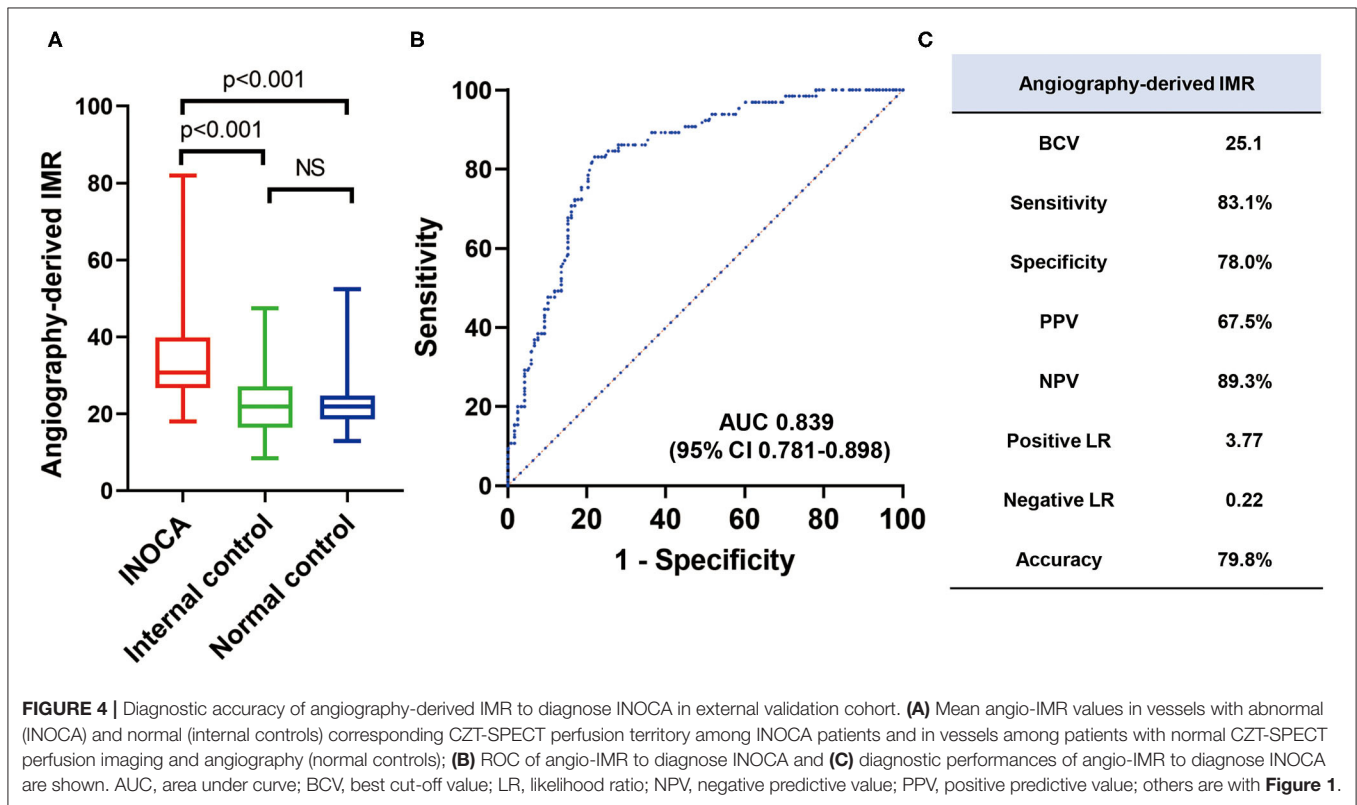 A
B
C
p<0.001
p<0.001
NS
Angiography-derived IMR
100
80
60
40
20
0
INOCA
Internal control
Normal control
Sensitivity
100
80
60
40
20
0
AUC 0.839
(95% CI 0.781-0.898)
0 20 40 60 80 100
1 - Specificity
Angiography-derived IMR
BCV 25.1
Sensitivity 83.1%
Specificity 78.0%
PPV 67.5%
NPV 89.3%
Positive LR 3.77
Negative LR 0.22
Accuracy 79.8%
FIGURE 4 | Diagnostic accuracy of angiography-derived IMR to diagnose INOCA in external validation cohort. (A) Mean angio-IMR values in vessels with abnormal
(INOCA) and normal (internal controls) corresponding CZT-SPECT perfusion territory among INOCA patients and in vessels among patients with normal CZT-SPECT
perfusion imaging and angiography (normal controls); (B) ROC of angio-IMR to diagnose INOCA and (C) diagnostic performances of angio-IMR to diagnose INOCA
are shown. AUC, area under curve; BCV, best cut-off value; LR, likelihood ratio; NPV, negative predictive value; PPV, positive predictive value; others are with Figure 1.